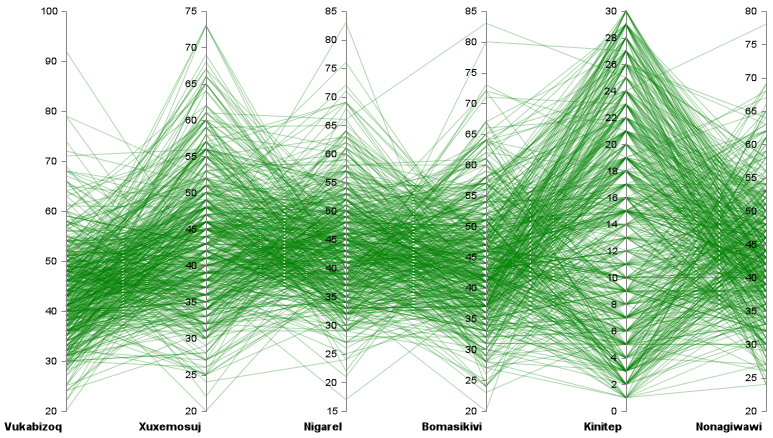 100 75 85 85 30 80
90 70 80 80 28 75
80 65 75 75 26 70
70 60 70 70 24 65
60 55 65 65 22 60
50 50 60 60 20 55
40 45 55 55 18 50
30 40 50 50 16 45
20 35 45 45 14 40
30 40 40 12 35
25 35 35 10 30
20 30 30 8 25
25 25 6 20
20 20 4
15 2
0
Vukabizoq Xuxemosuj Nigarel Bomasikivi Kinitep Nonagiwawi